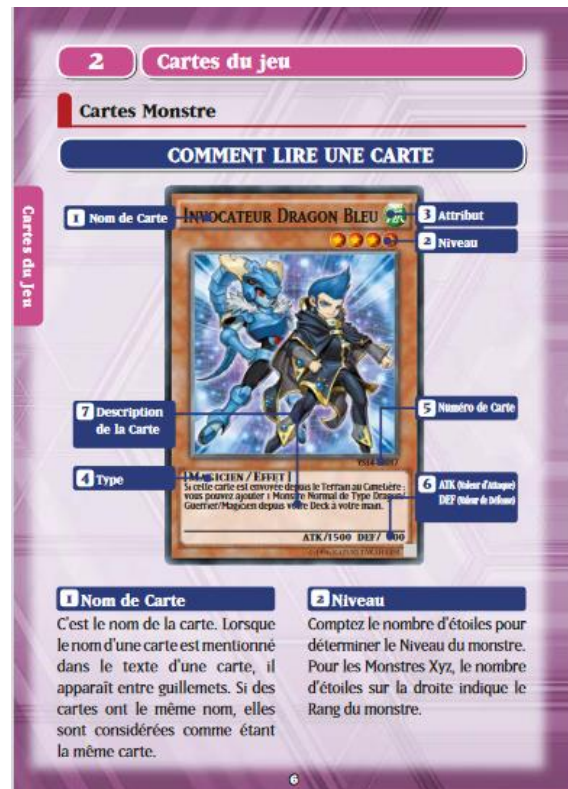 2 Cartes du jeu
Cartes Monstre
COMMENT LIRE UNE CARTE
Cartes du Jeu
1 Nom de Carte
INVOCATEUR DRAGON BLEU
3 Attribut
2 Niveau
7 Description
de la Carte
5 Numéro de Carte
4 Type
6 ATK (Valeur d'Attaque)
DEF (Valeur de Défense)
[MAGICIEN / EFFET]
Si cette carte est envoyée depuis le Terrain au Cimetière :
vous pouvez ajouter 1 Monstre Normal de Type Dragon/
Guerrier/Magicien depuis votre Deck à votre main.
ATK/1500 DEF/ 600
1 Nom de Carte
C'est le nom de la carte. Lorsque
le nom d'une carte est mentionné
dans le texte d'une carte, il
apparaît entre guillemets. Si des
cartes ont le même nom, elles
sont considérées comme étant
la même carte.
2 Niveau
Comptez le nombre d'étoiles pour
déterminer le Niveau du monstre.
Pour les Monstres Xyz, le nombre
d'étoiles sur la droite indique le
Rang du monstre.
6